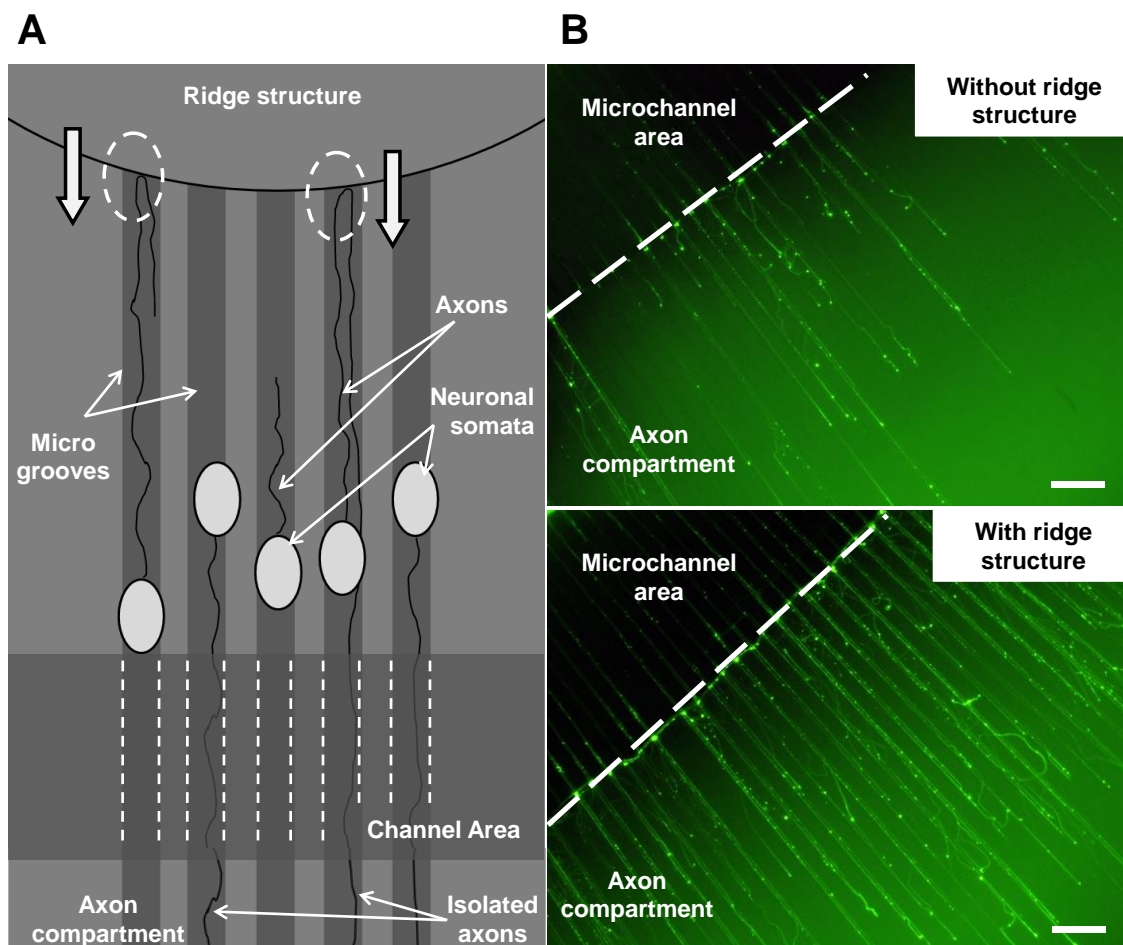 A
Ridge structure
Axons
Neuronal
somata
Micro
grooves
Channel Area
Axon
compartment
Isolated
axons
B
Without ridge
structure
Microchannel
area
Axon
compartment
With ridge
structure
Microchannel
area
Axon
compartment